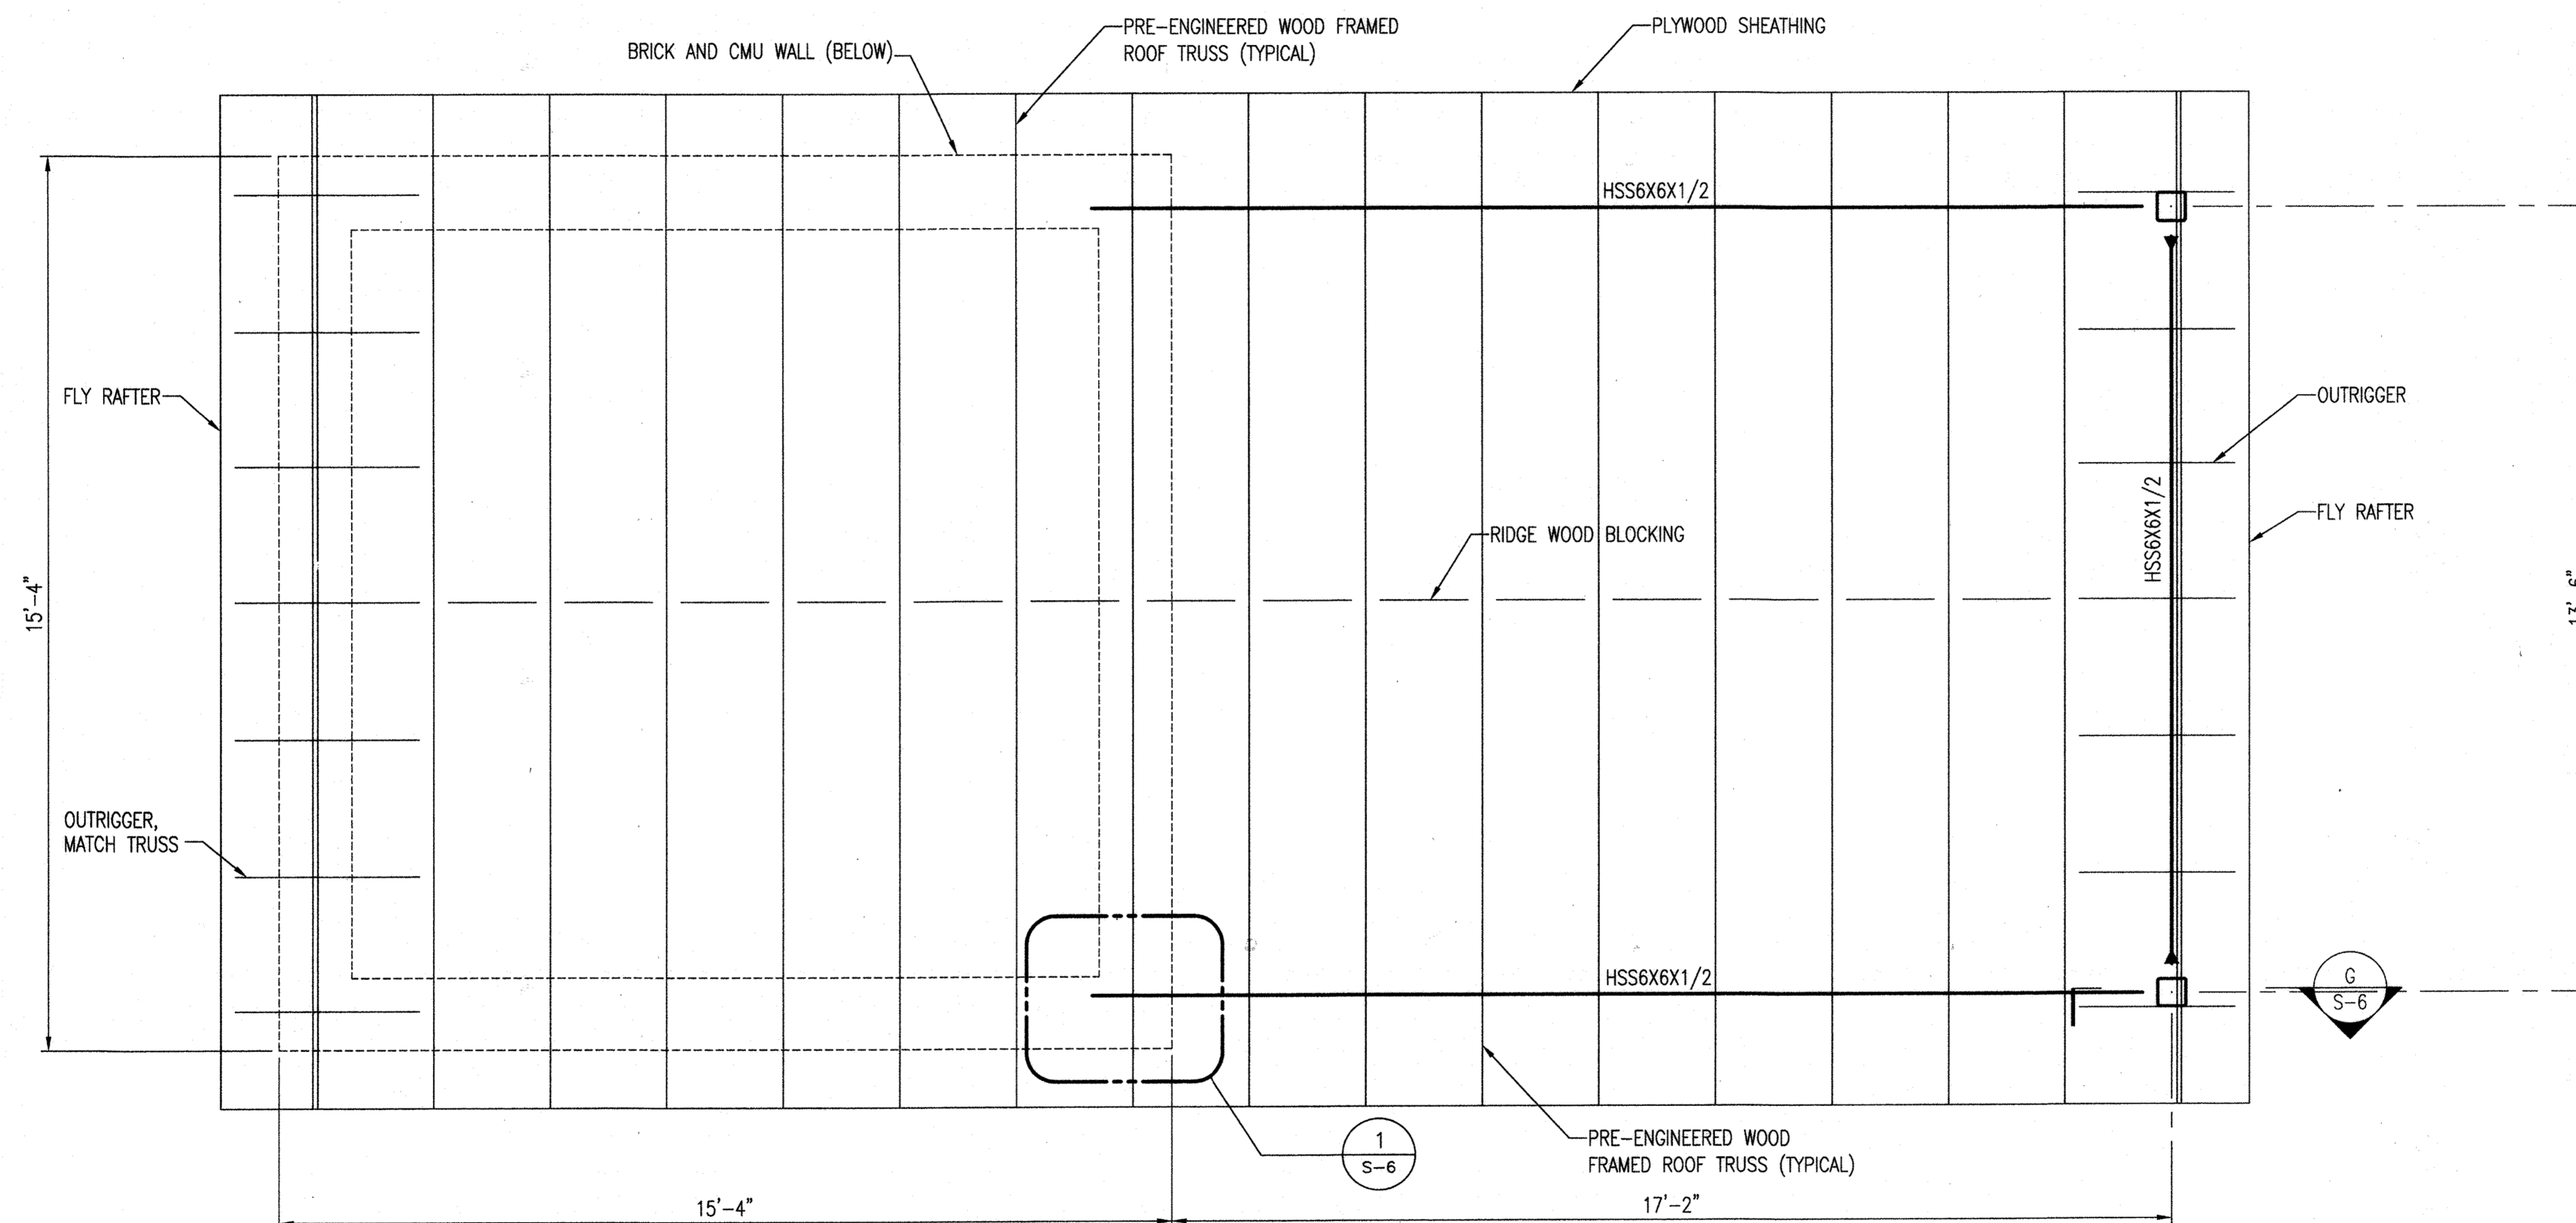 PRE-ENGINEERED WOOD FRAMED
ROOF TRUSS (TYPICAL)
PLYWOOD SHEATHING
BRICK AND CMU WALL (BELOW)
HSS6X6X1/2
FLY RAFTER
OUTRIGGER
HSS6X6X1/2
FLY RAFTER
RIDGE WOOD BLOCKING
15'-4"
13'-6"
OUTRIGGER,
MATCH TRUSS
HSS6X6X1/2
G
S-6
1
S-6
PRE-ENGINEERED WOOD
FRAMED ROOF TRUSS (TYPICAL)
15'-4"
17'-2"